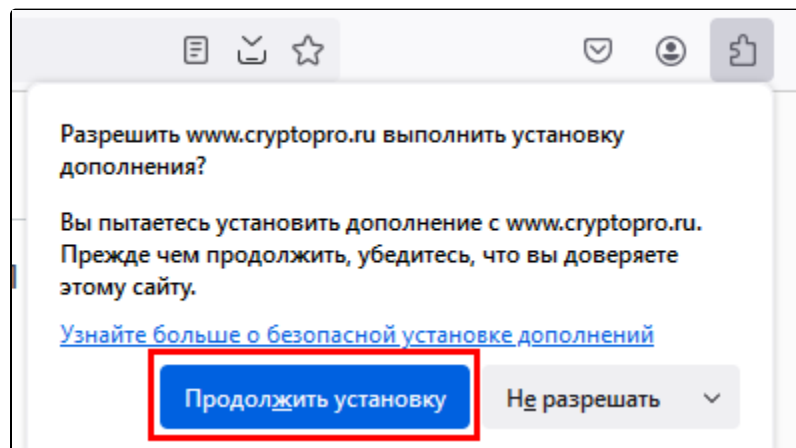 Разрешить www.cryptopro.ru выполнить установку
дополнения?
Вы пытаетесь установить дополнение с www.cryptopro.ru.
Прежде чем продолжить, убедитесь, что вы доверяете
этому сайту.
Узнайте больше о безопасной установке дополнений
Продолжить установку
Не разрешать